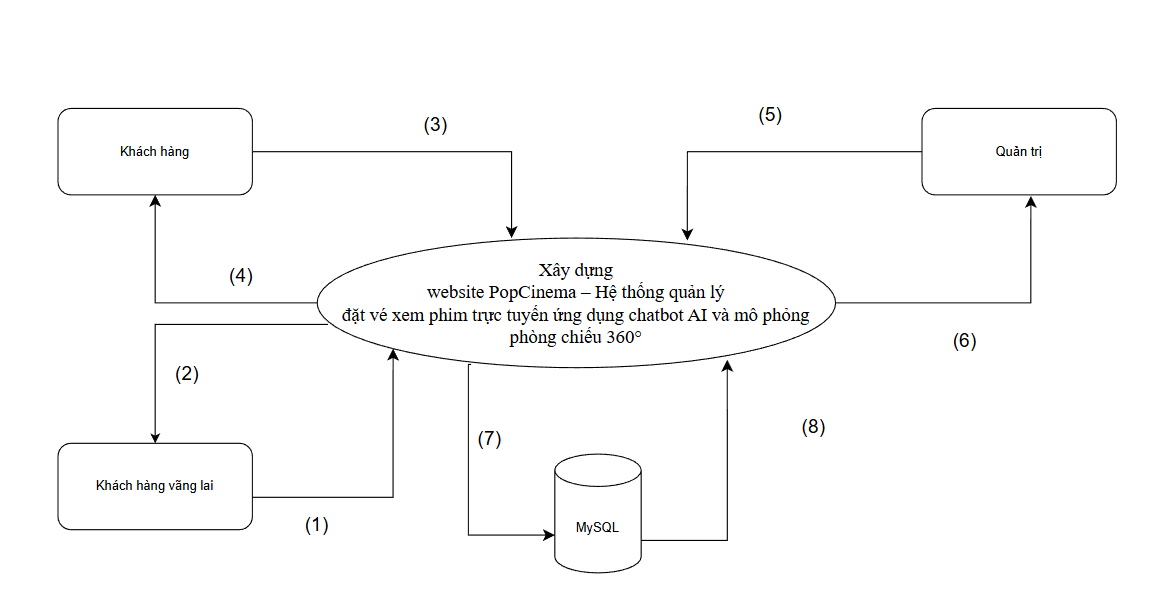 (3)
(5)
Khách hàng
Quản trị
(4)
Xây dựng
website PopCinema – Hệ thống quản lý
đặt vé xem phim trực tuyến ứng dụng chatbot AI và mô phỏng
phòng chiếu 360°
(6)
(2)
(8)
(7)
Khách hàng vãng lai
(1)
MySQL